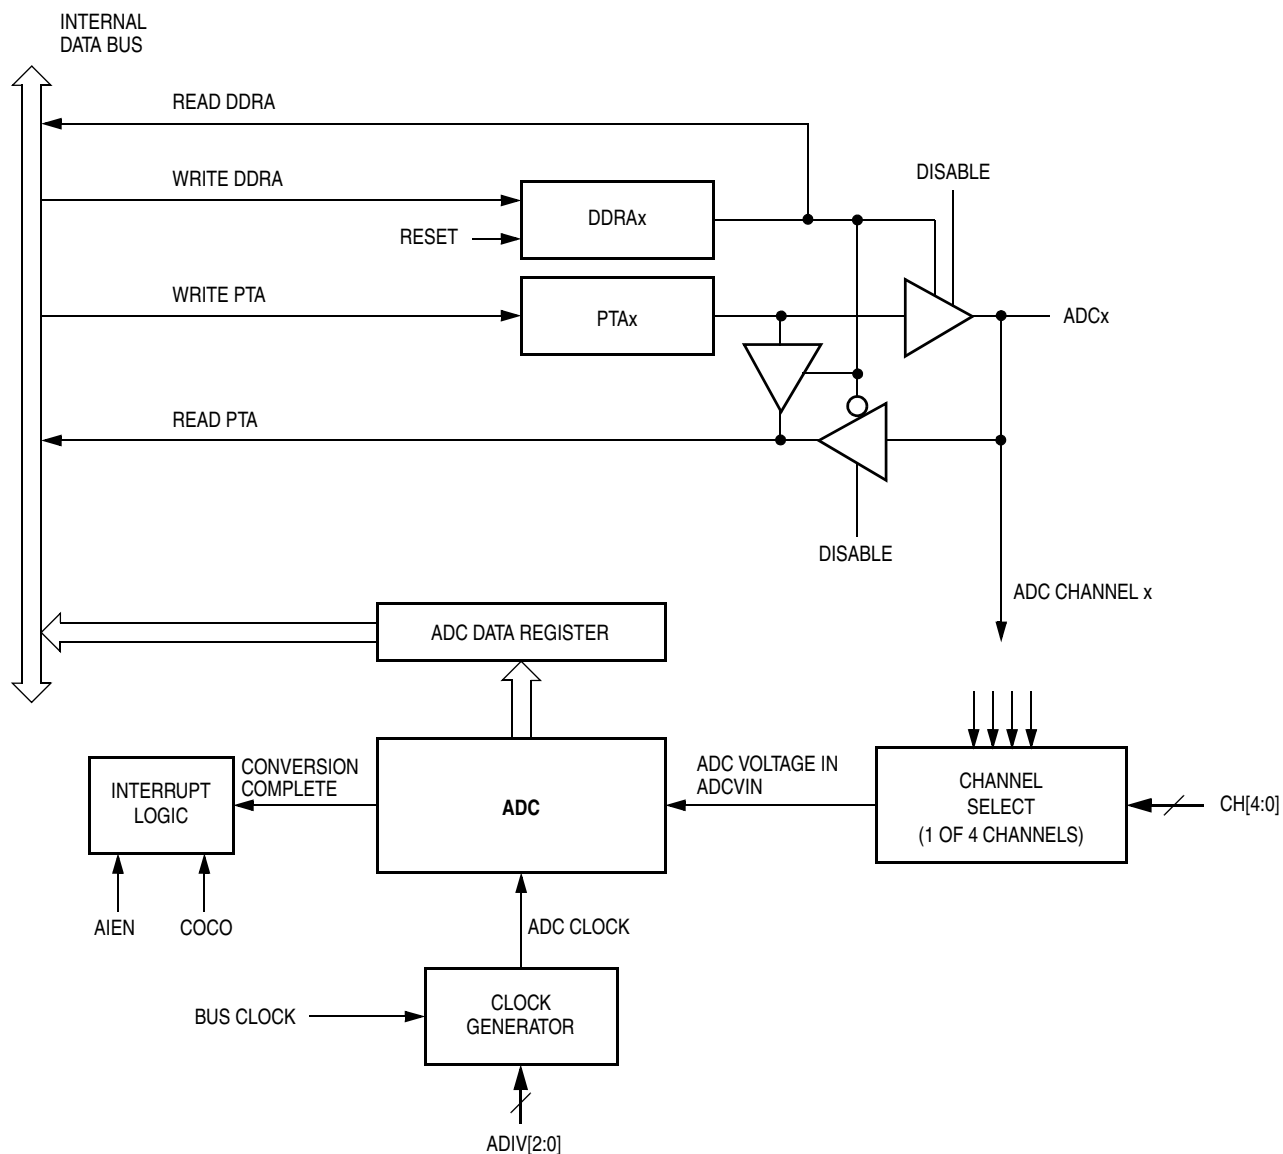 INTERNAL
DATA BUS
READ DDRA
WRITE DDRA
DISABLE
DDRAx
RESET
WRITE PTA
PTAx
ADCx
READ PTA
DISABLE
ADC CHANNEL x
ADC DATA REGISTER
INTERRUPT
LOGIC
CONVERSION
COMPLETE
ADC
ADC VOLTAGE IN
ADCVIN
CHANNEL
SELECT
(1 OF 4 CHANNELS)
CH[4:0]
AIEN
COCO
ADC CLOCK
BUS CLOCK
CLOCK
GENERATOR
ADIV[2:0]